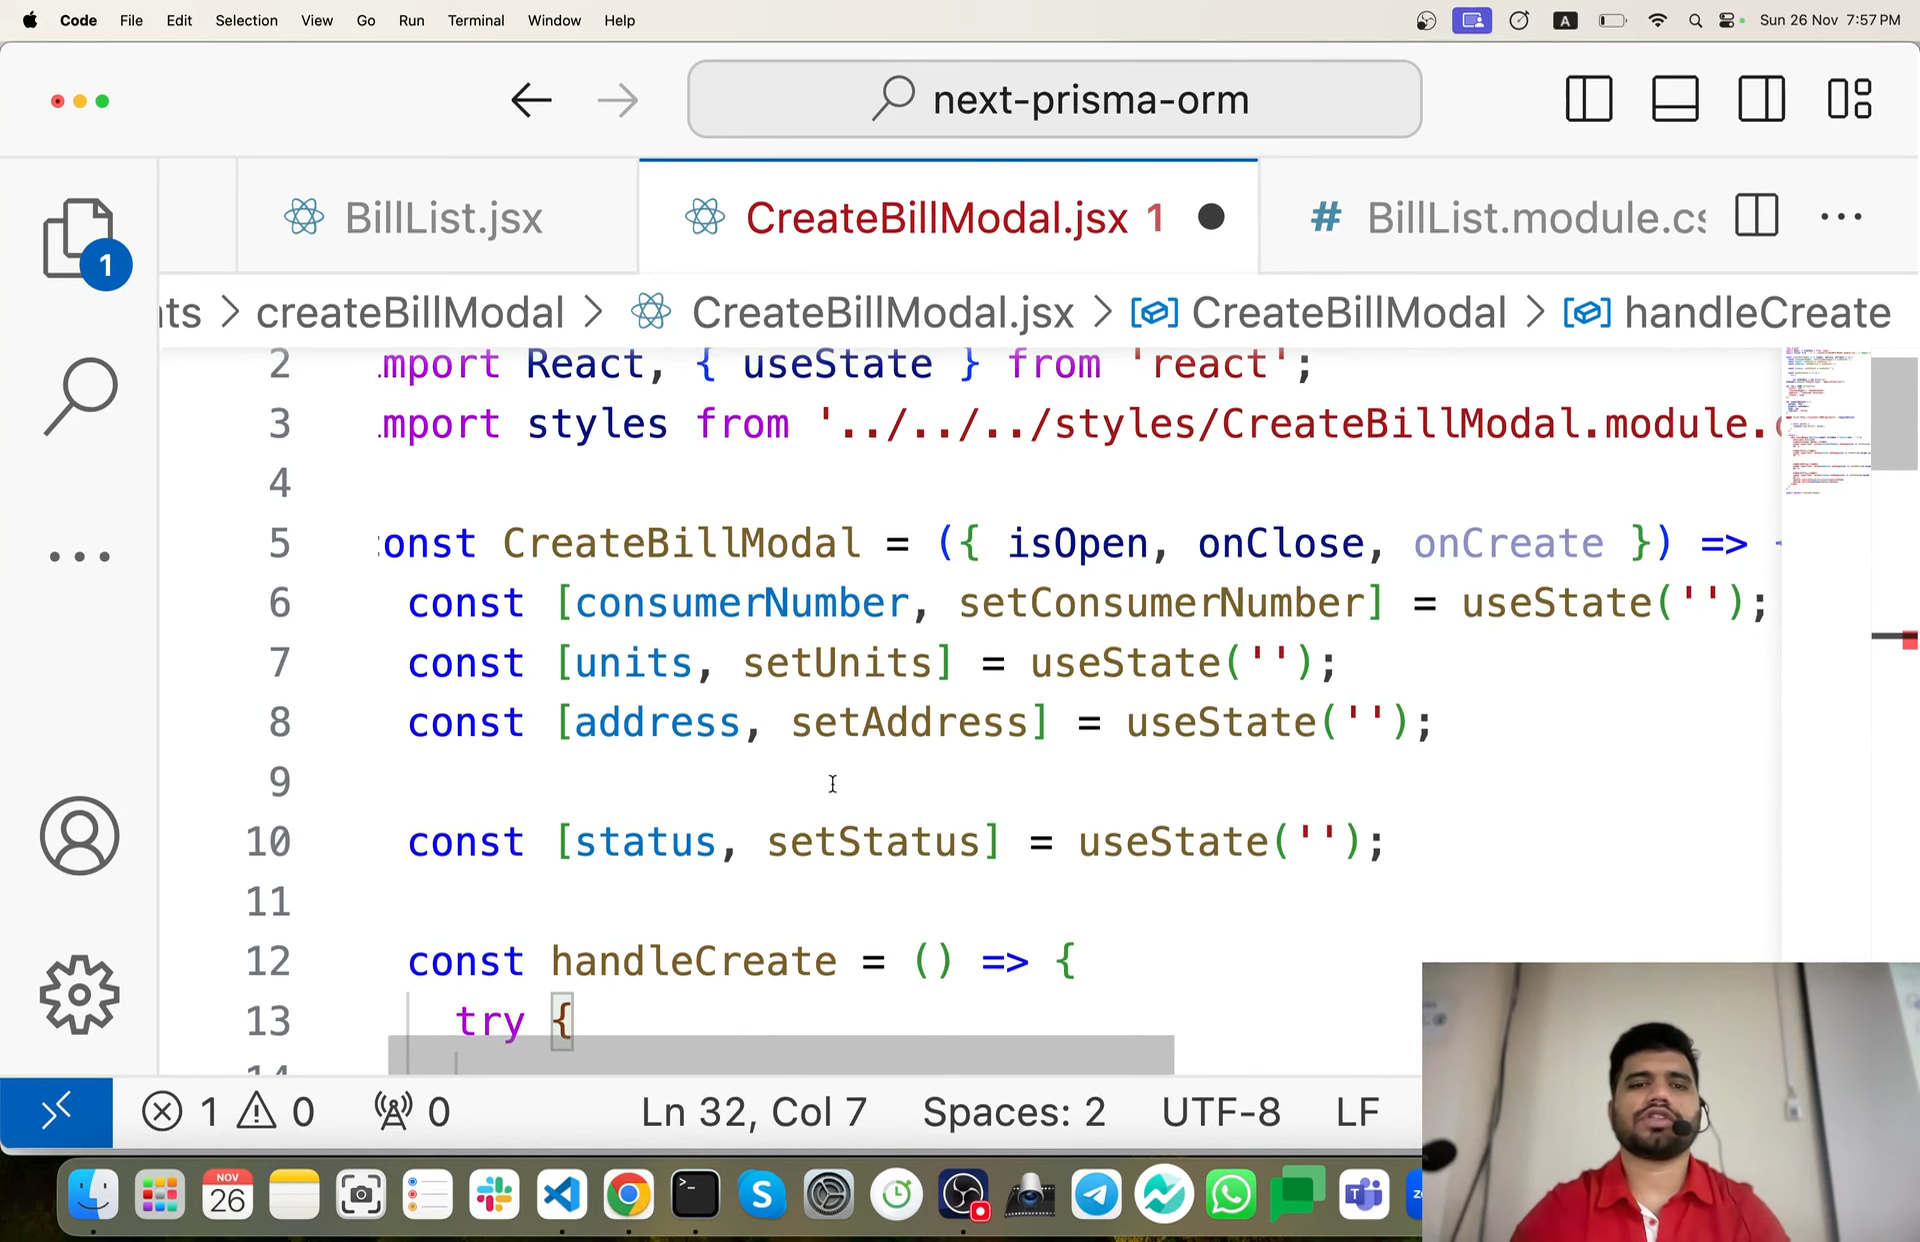 Code File Edit Selection View Go Run Terminal Window Help A Sun 26 Nov 7:57 PM
next-prisma-orm
BillList.jsx CreateBillModal.jsx 1 # BillList.module.cs
1
nts > createBillModal > CreateBillModal.jsx > CreateBillModal > handleCreate
2 mport React, { useState } from 'react';
3 mport styles from '../../../styles/CreateBillModal.module.c
4
5 const CreateBillModal = ({ isOpen, onClose, onCreate }) =>
6 const [consumerNumber, setConsumerNumber] = useState('');
7 const [units, setUnits] = useState('');
8 const [address, setAddress] = useState('');
9
10 const [status, setStatus] = useState('');
11
12 const handleCreate = () => {
13 try {
14
1 0 0 Ln 32, Col 7 Spaces: 2 UTF-8 LF
NOV
26
S
T